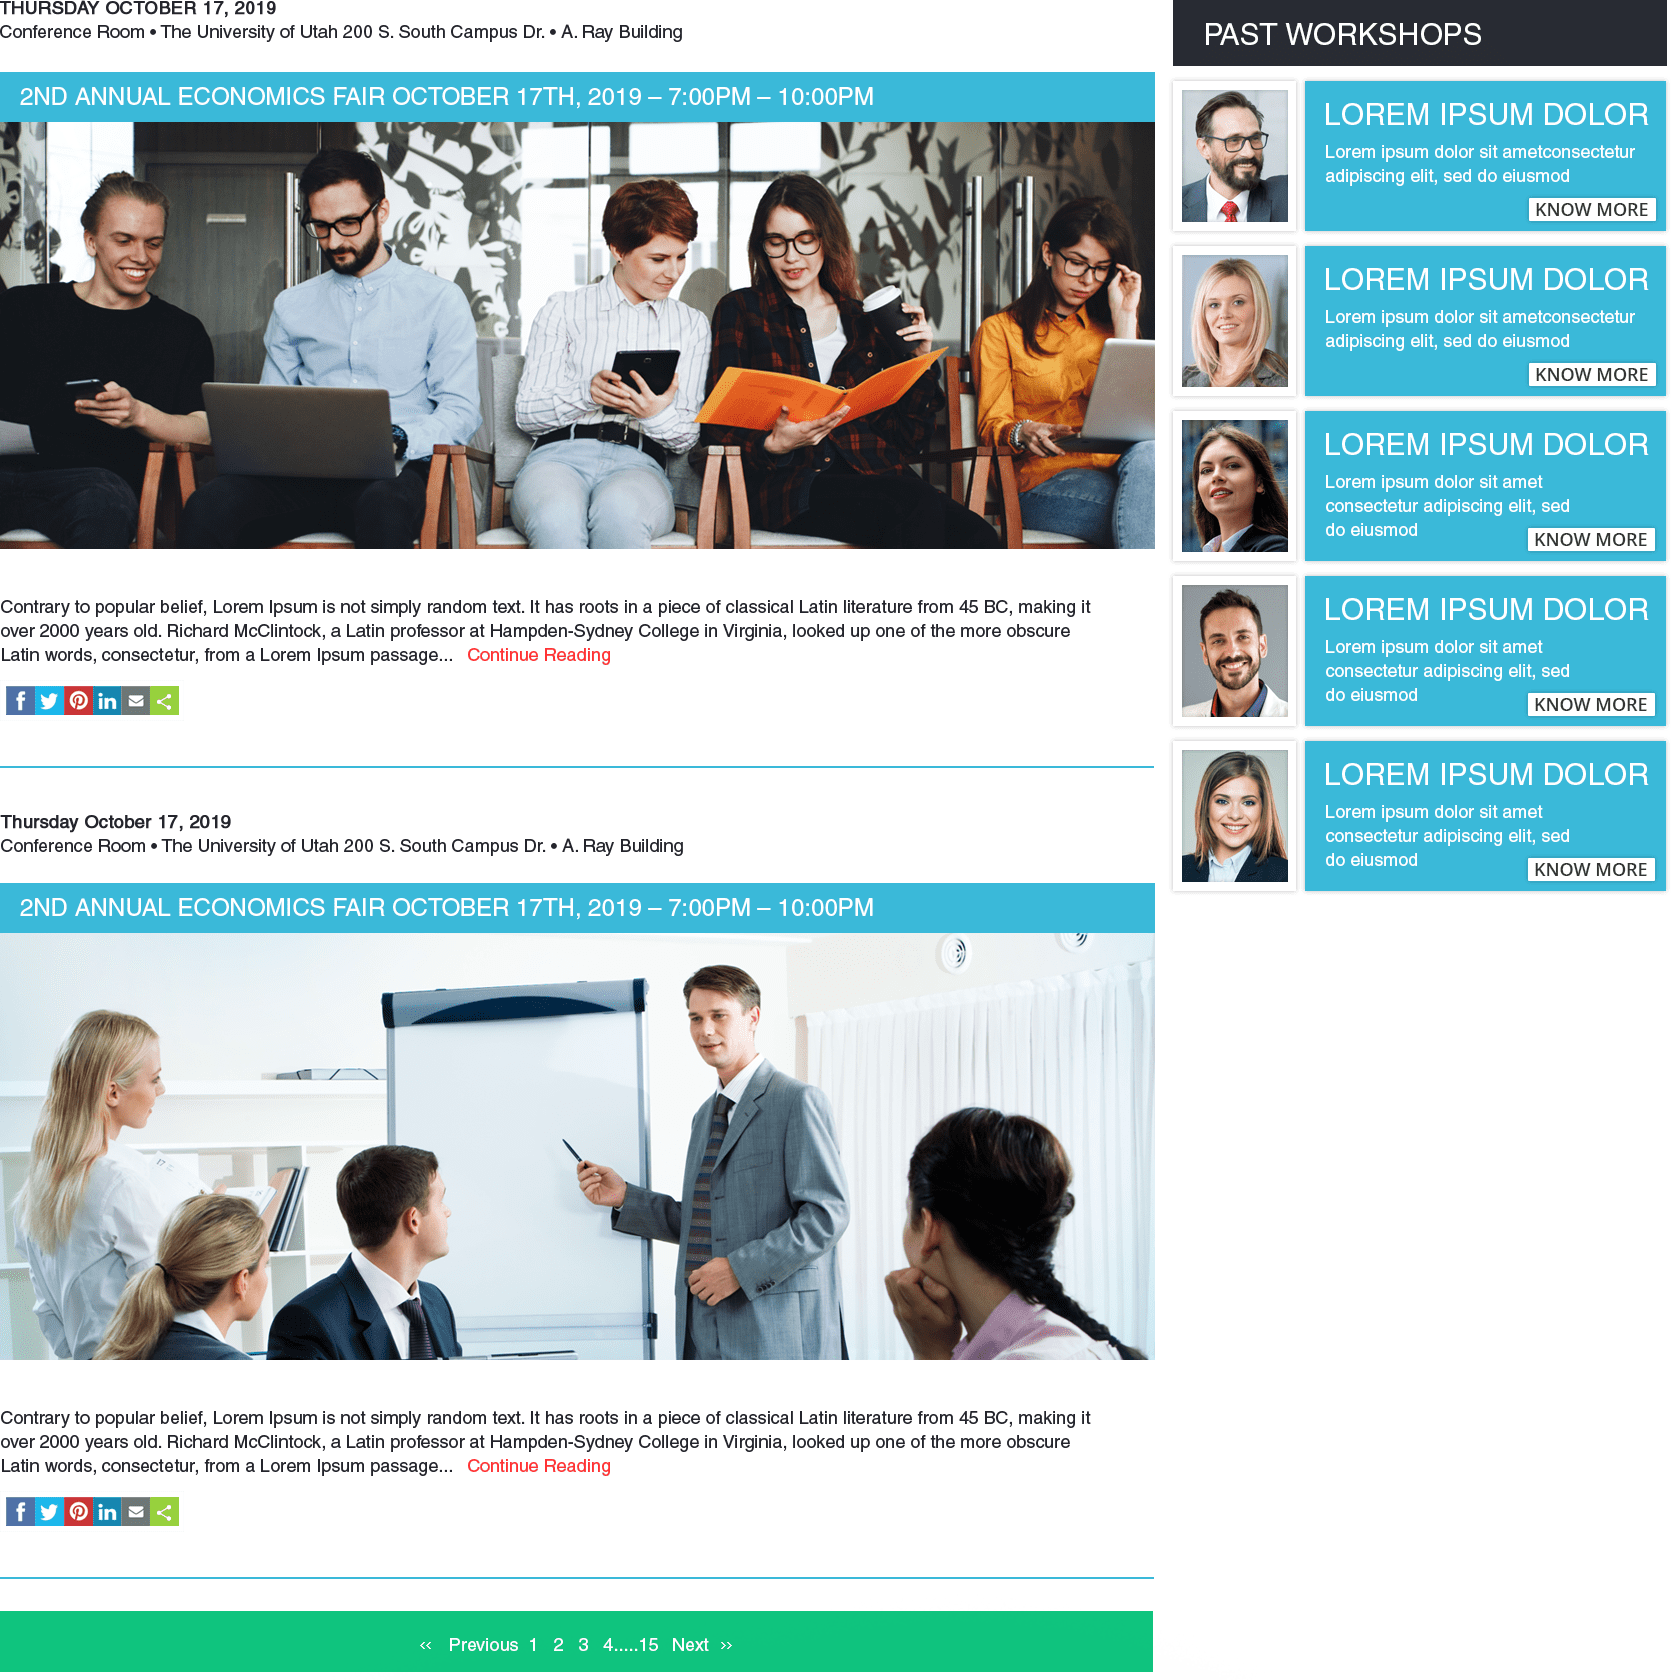 THURSDAY OCTOBER 17, 2019
Conference Room • The University of Utah 200 S. South Campus Dr. • A. Ray Building
2ND ANNUAL ECONOMICS FAIR OCTOBER 17TH, 2019 – 7:00PM – 10:00PM
Contrary to popular belief, Lorem Ipsum is not simply random text. It has roots in a piece of classical Latin literature from 45 BC, making it
over 2000 years old. Richard McClintock, a Latin professor at Hampden-Sydney College in Virginia, looked up one of the more obscure
Latin words, consectetur, from a Lorem Ipsum passage... Continue Reading
Thursday October 17, 2019
Conference Room • The University of Utah 200 S. South Campus Dr. • A. Ray Building
2ND ANNUAL ECONOMICS FAIR OCTOBER 17TH, 2019 – 7:00PM – 10:00PM
Contrary to popular belief, Lorem Ipsum is not simply random text. It has roots in a piece of classical Latin literature from 45 BC, making it
over 2000 years old. Richard McClintock, a Latin professor at Hampden-Sydney College in Virginia, looked up one of the more obscure
Latin words, consectetur, from a Lorem Ipsum passage... Continue Reading
‹‹ Previous 1 2 3 4.....15 Next ››
PAST WORKSHOPS
LOREM IPSUM DOLOR
Lorem ipsum dolor sit ametconsectetur
adipiscing elit, sed do eiusmod
KNOW MORE
LOREM IPSUM DOLOR
Lorem ipsum dolor sit ametconsectetur
adipiscing elit, sed do eiusmod
KNOW MORE
LOREM IPSUM DOLOR
Lorem ipsum dolor sit amet
consectetur adipiscing elit, sed
do eiusmod
KNOW MORE
LOREM IPSUM DOLOR
Lorem ipsum dolor sit amet
consectetur adipiscing elit, sed
do eiusmod
KNOW MORE
LOREM IPSUM DOLOR
Lorem ipsum dolor sit amet
consectetur adipiscing elit, sed
do eiusmod
KNOW MORE